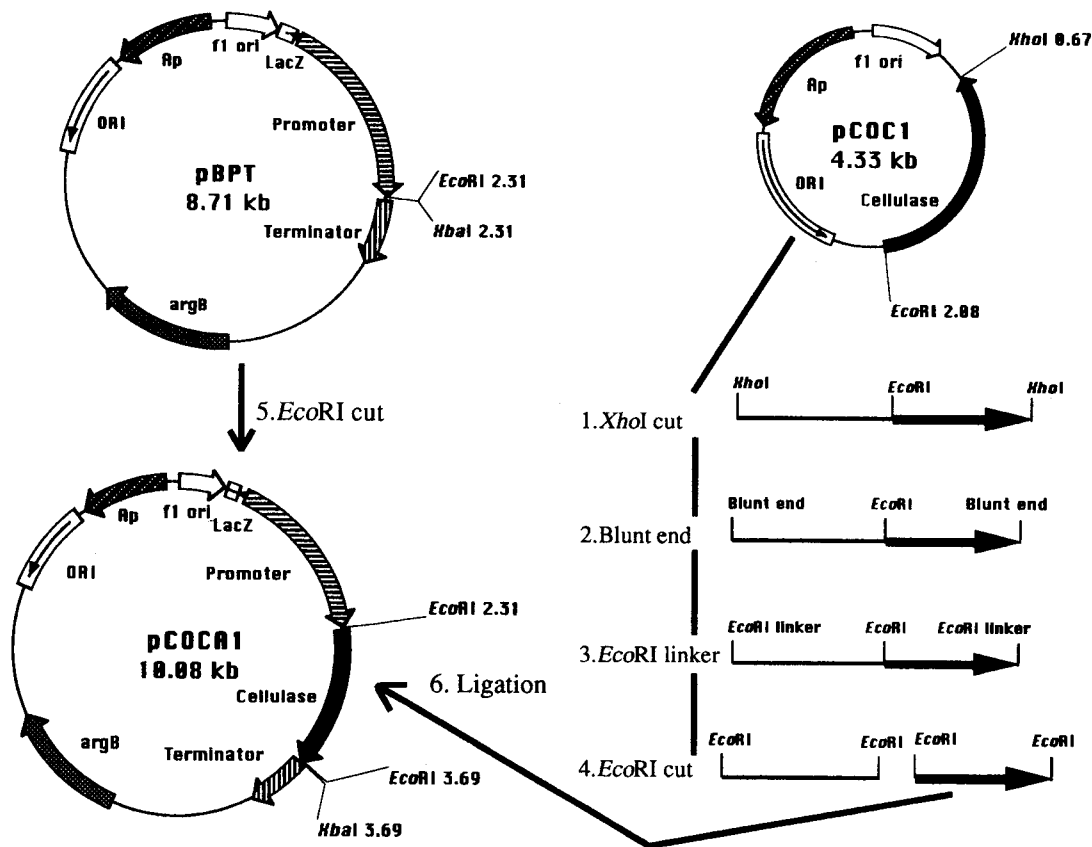 f1 ori
Ap
LacZ
ORI
Promoter
pBPT
8.71 kb
EcoRI 2.31
XbaI 2.31
Terminator
argB
XhoI 0.67
f1 ori
Ap
pCOC1
4.33 kb
ORI
Cellulase
EcoRI 2.08
5.EcoRI cut
XhoI
EcoRI
XhoI
1.XhoI cut
Blunt end
EcoRI
Blunt end
2.Blunt end
EcoRI linker
EcoRI
EcoRI linker
3.EcoRI linker
EcoRI
EcoRI
EcoRI
EcoRI
4.EcoRI cut
f1 ori
Ap
LacZ
ORI
Promoter
EcoRI 2.31
pCOCA1
10.08 kb
6. Ligation
Cellulase
argB
Terminator
EcoRI 3.69
XbaI 3.69